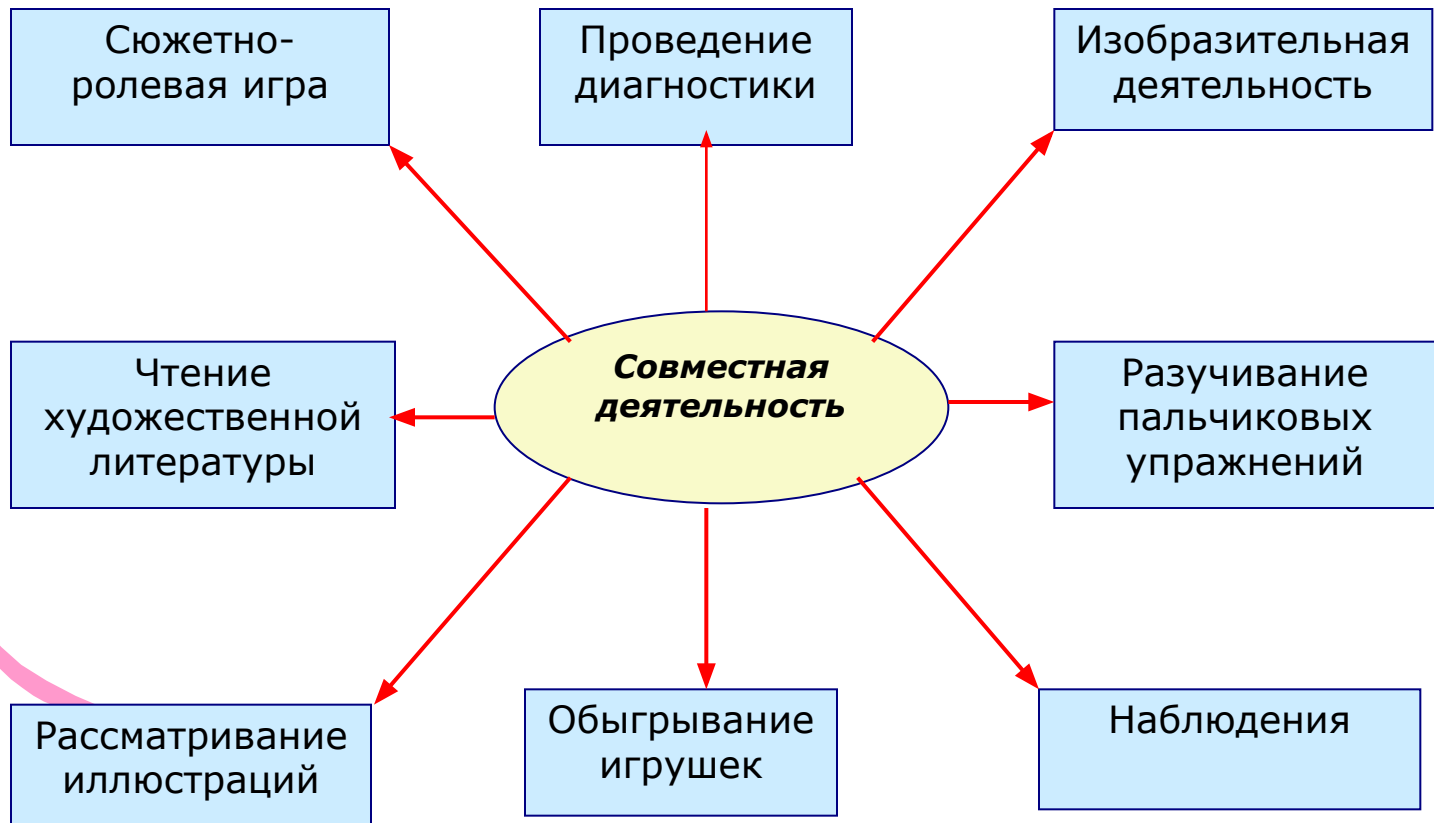 Сюжетно-
ролевая игра
Проведение
диагностики
Изобразительная
деятельность
Чтение
художественной
литературы
Совместная
деятельность
Разучивание
пальчиковых
упражнений
Рассматривание
иллюстраций
Обыгрывание
игрушек
Наблюдения